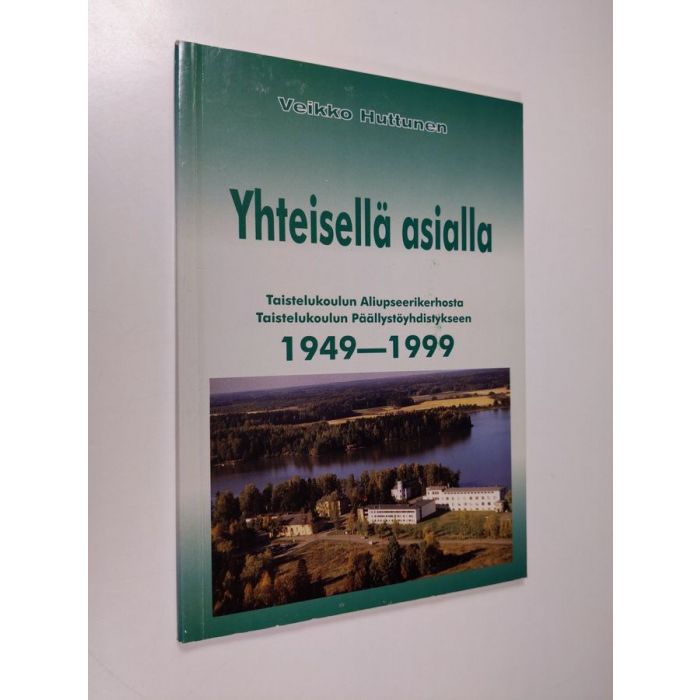 Veikko Huttunen
Yhteisellä asialla
Taistelukoulun Aliupseerikerhosta
Taistelukoulun Päällystöyhdistykseen
1949—1999